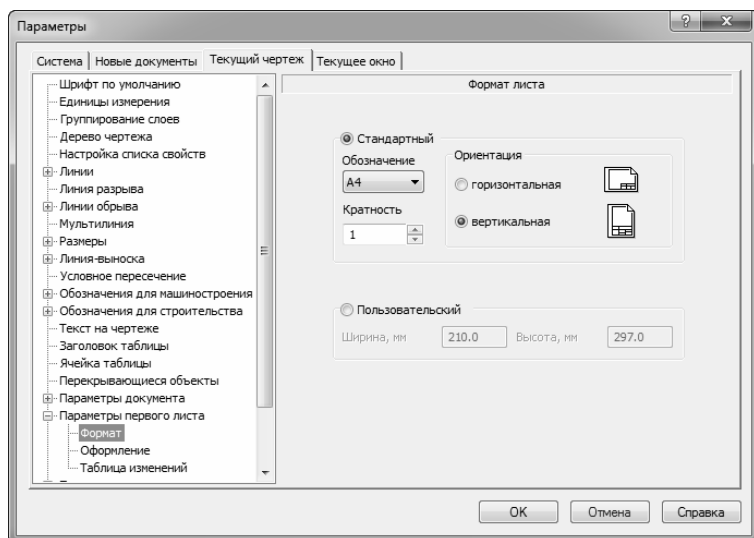 Параметры
Система Новые документы Текущий чертеж Текущее окно
Шрифт по умолчанию
Единицы измерения
Группирование слоев
Дерево чертежа
Настройка списка свойств
Линии
Линия разрыва
Линии обрыва
Мультилиния
Размеры
Линия-выноска
Условное пересечение
Обозначения для машиностроения
Обозначения для строительства
Текст на чертеже
Заголовок таблицы
Ячейка таблицы
Перекрывающиеся объекты
Параметры документа
Параметры первого листа
Формат
Оформление
Таблица изменений
Формат листа
Стандартный
Обозначение
A4
Кратность
1
Ориентация
горизонтальная
вертикальная
Пользовательский
Ширина, мм 210.0 Высота, мм 297.0
OK Отмена Справка